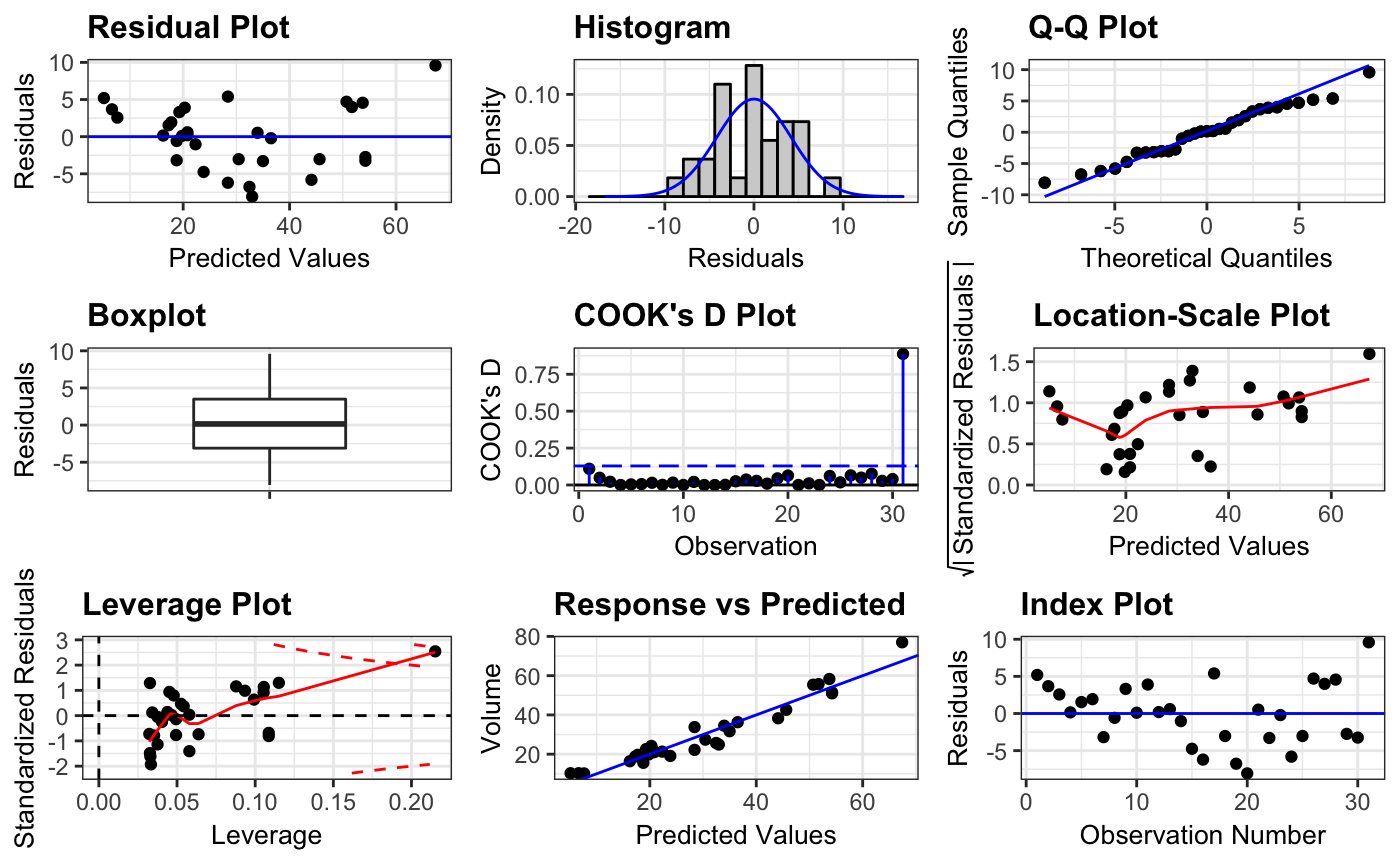 Residual Plot
Residuals
10
5
0
-5
20
40
60
Predicted Values
Histogram
Density
0.10
0.05
0.00
-20
-10
0
10
Residuals
Q-Q Plot
Sample Quantiles
10
5
0
-5
-10
-5
0
5
Theoretical Quantiles
Boxplot
Residuals
10
5
0
-5
COOK's D Plot
COOK's D
0.75
0.50
0.25
0.00
0
10
20
30
Observation
Location-Scale Plot
√| Standardized Residuals |
1.5
1.0
0.5
0.0
20
40
60
Predicted Values
Leverage Plot
Standardized Residuals
3
2
1
0
-1
-2
0.00
0.05
0.10
0.15
0.20
Leverage
Response vs Predicted
Volume
80
60
40
20
20
40
60
Predicted Values
Index Plot
Residuals
10
5
0
-5
0
10
20
30
Observation Number